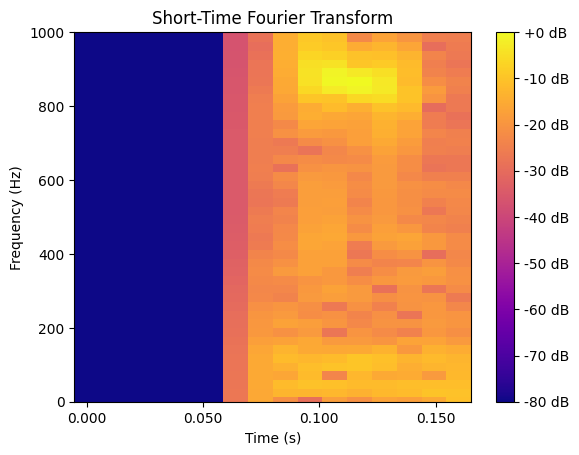 Short-Time Fourier Transform
1000
800
600
400
200
0
Frequency (Hz)
0.000
0.050
0.100
0.150
Time (s)
+0 dB
-10 dB
-20 dB
-30 dB
-40 dB
-50 dB
-60 dB
-70 dB
-80 dB